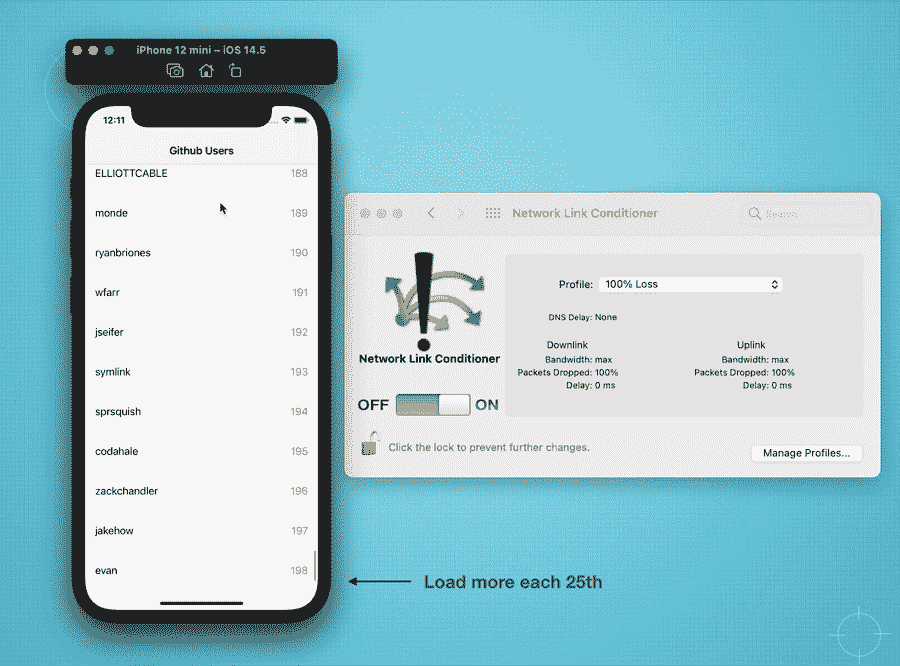 iPhone 12 mini – iOS 14.5
12:11
Github Users
ELLIOTTCABLE 188
monde 189
ryanbriones 190
wfarr 191
jseifer 192
symlink 193
sprsquish 194
codahale 195
zackchandler 196
jakehow 197
evan 198
Network Link Conditioner
Search
Network Link Conditioner
OFF ON
Profile: 100% Loss
DNS Delay: None
Downlink
Bandwidth: max
Packets Dropped: 100%
Delay: 0 ms
Uplink
Bandwidth: max
Packets Dropped: 100%
Delay: 0 ms
Click the lock to prevent further changes.
Manage Profiles...
Load more each 25th